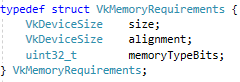 typedef struct VkMemoryRequirements {
    VkDeviceSize    size;
    VkDeviceSize    alignment;
    uint32_t        memoryTypeBits;
} VkMemoryRequirements;